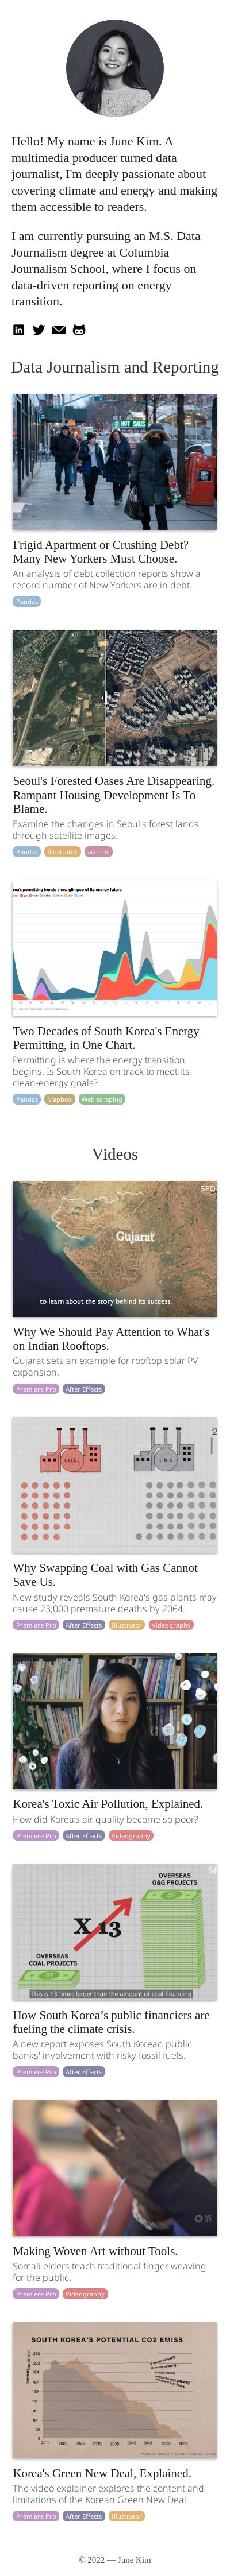 Hello! My name is June Kim. A
multimedia producer turned data
journalist, I'm deeply passionate about
covering climate and energy and making
them accessible to readers.
I am currently pursuing an M.S. Data
Journalism degree at Columbia
Journalism School, where I focus on
data-driven reporting on energy
transition.
Data Journalism and Reporting
HOT SUDS
Frigid Apartment or Crushing Debt?
Many New Yorkers Must Choose.
An analysis of debt collection reports show a
record number of New Yorkers are in debt.
Pandas
Seoul's Forested Oases Are Disappearing.
Rampant Housing Development Is To
Blame.
Examine the changes in Seoul's forest lands
through satellite images.
Pandas Illustrator ai2html
rea's permitting trends show glimpse of its energy future
Two Decades of South Korea's Energy
Permitting, in One Chart.
Permitting is where the energy transition
begins. Is South Korea on track to meet its
clean-energy goals?
Pandas Mapbox Web scraping
Videos
SFO
Gujarat
to learn about the story behind its success.
Why We Should Pay Attention to What's
on Indian Rooftops.
Gujarat sets an example for rooftop solar PV
expansion.
Premiere Pro After Effects
COAL
LNG
Why Swapping Coal with Gas Cannot
Save Us.
New study reveals South Korea's gas plants may
cause 23,000 premature deaths by 2064.
Premiere Pro After Effects Illustrator Videography
Korea's Toxic Air Pollution, Explained.
How did Korea's air quality become so poor?
Premiere Pro After Effects Videography
OVERSEAS
O&G PROJECTS
X 13
OVERSEAS
COAL PROJECTS
This is 13 times larger than the amount of coal financing
How South Korea’s public financiers are
fueling the climate crisis.
A new report exposes South Korean public
banks' involvement with risky fossil fuels.
Premiere Pro After Effects
Making Woven Art without Tools.
Somali elders teach traditional finger weaving
for the public.
Premiere Pro Videography
SOUTH KOREA'S POTENTIAL CO2 EMISS
Korea's Green New Deal, Explained.
The video explainer explores the content and
limitations of the Korean Green New Deal.
Premiere Pro After Effects Illustrator
© 2022 — June Kim